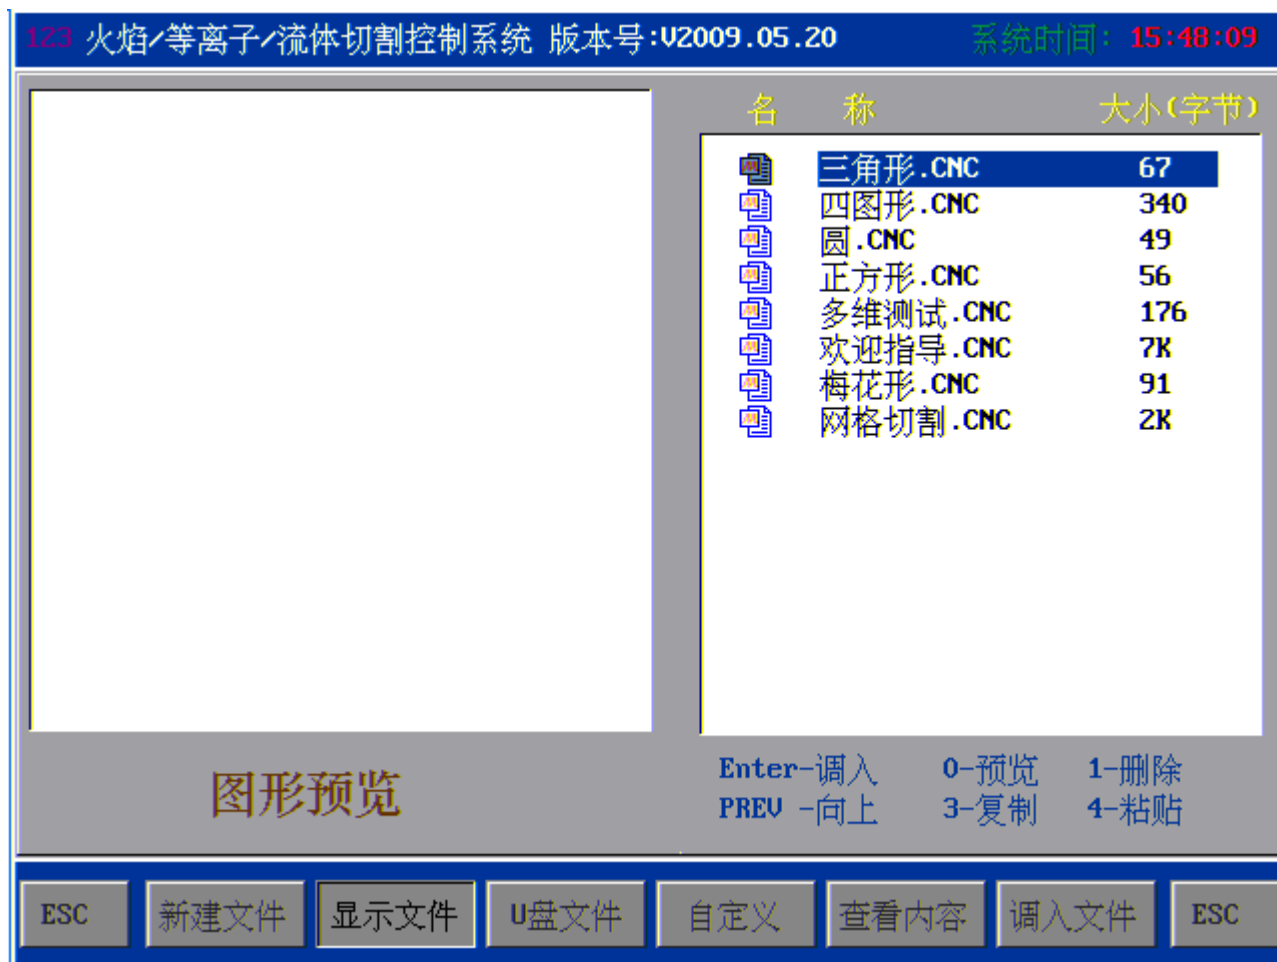 123 火焰/等离子/流体切割控制系统 版本号:V2009.05.20 系统时间: 15:48:09
名 称 大小(字节)
三角形.CNC 67
四图形.CNC 340
圆.CNC 49
正方形.CNC 56
多维测试.CNC 176
欢迎指导.CNC 7K
梅花形.CNC 91
网格切割.CNC 2K
图形预览
Enter-调入 0-预览 1-删除
PREV -向上 3-复制 4-粘贴
ESC 新建文件 显示文件 U盘文件 自定义 查看内容 调入文件 ESC